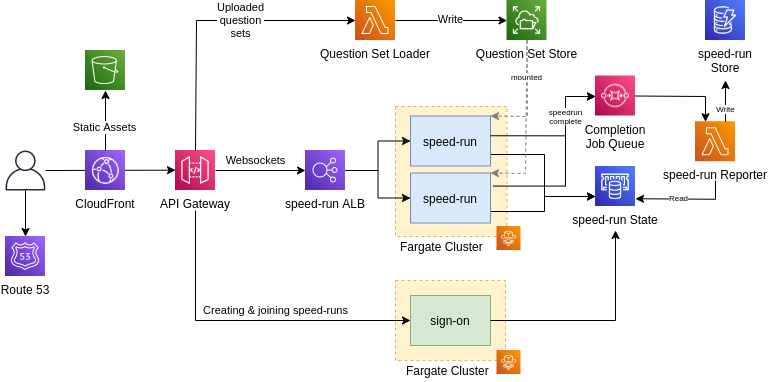 Uploaded
question
sets
Question Set Loader
Write
Question Set Store
speed-run
Store
Static Assets
mounted
speedrun
complete
Write
Completion
Job Queue
speed-run Reporter
CloudFront
API Gateway
Websockets
speed-run ALB
speed-run
speed-run
Fargate Cluster
speed-run State
Read
53
Route 53
Creating & joining speed-runs
sign-on
Fargate Cluster